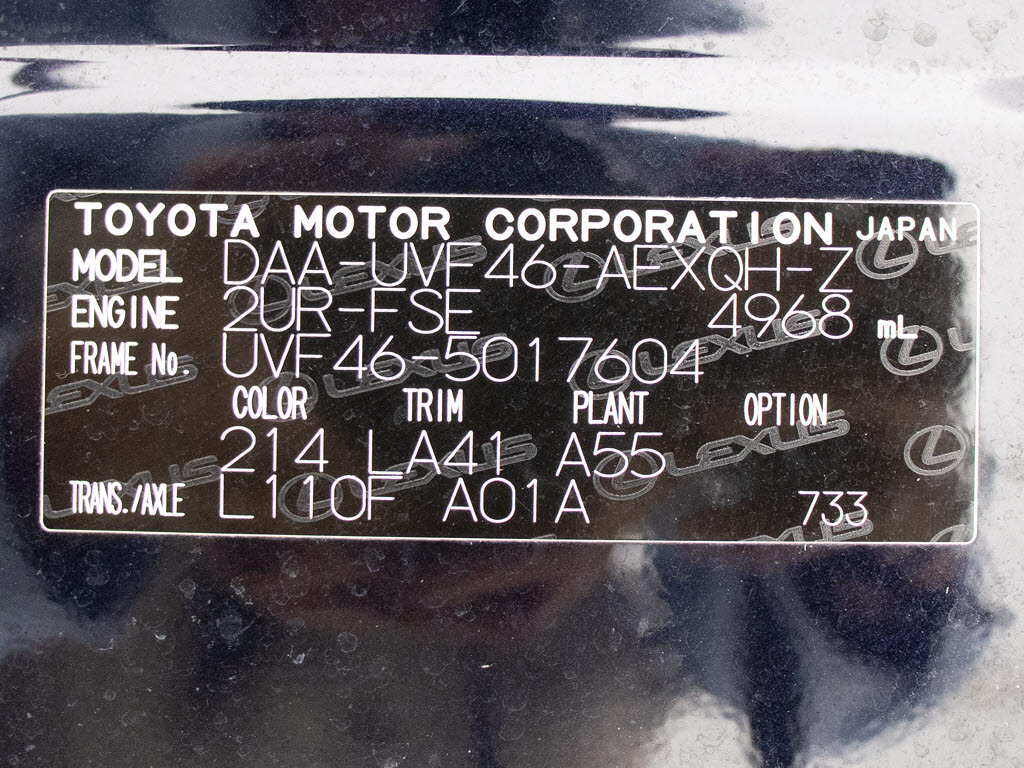 TOYOTA MOTOR CORPORATION JAPAN
MODEL DAA-UVF46-AEXQH-Z
ENGINE 2UR-FSE 4968 mL
FRAME No. UVF46-5017604
COLOR TRIM PLANT OPTION
214 LA41 A55
TRANS./AXLE L110F A01A 733